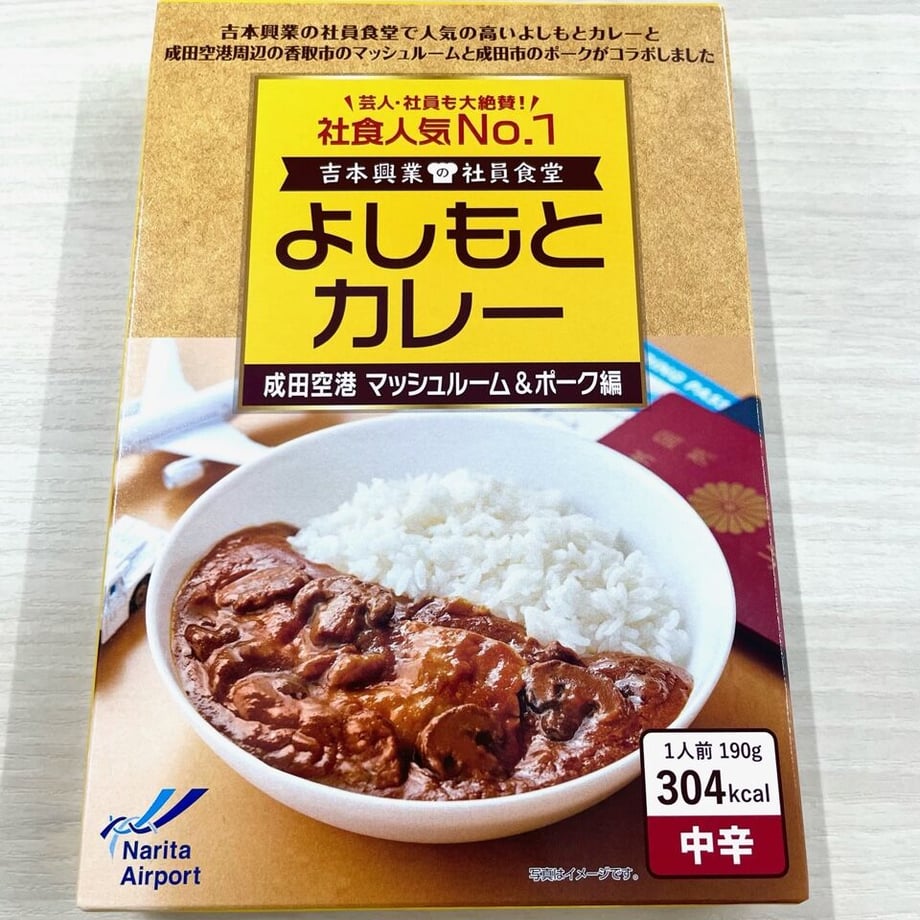 吉本興業の社員食堂で人気の高いよしもとカレーと
成田空港周辺の香取市のマッシュルームと成田市のポークがコラボしました
芸人・社員も大絶賛!
社食人気No.1
吉本興業の社員食堂
よしもと
カレー
成田空港 マッシュルーム&ポーク編
PASS
1人前 190g
304kcal
中辛
Narita
Airport
写真はイメージです。